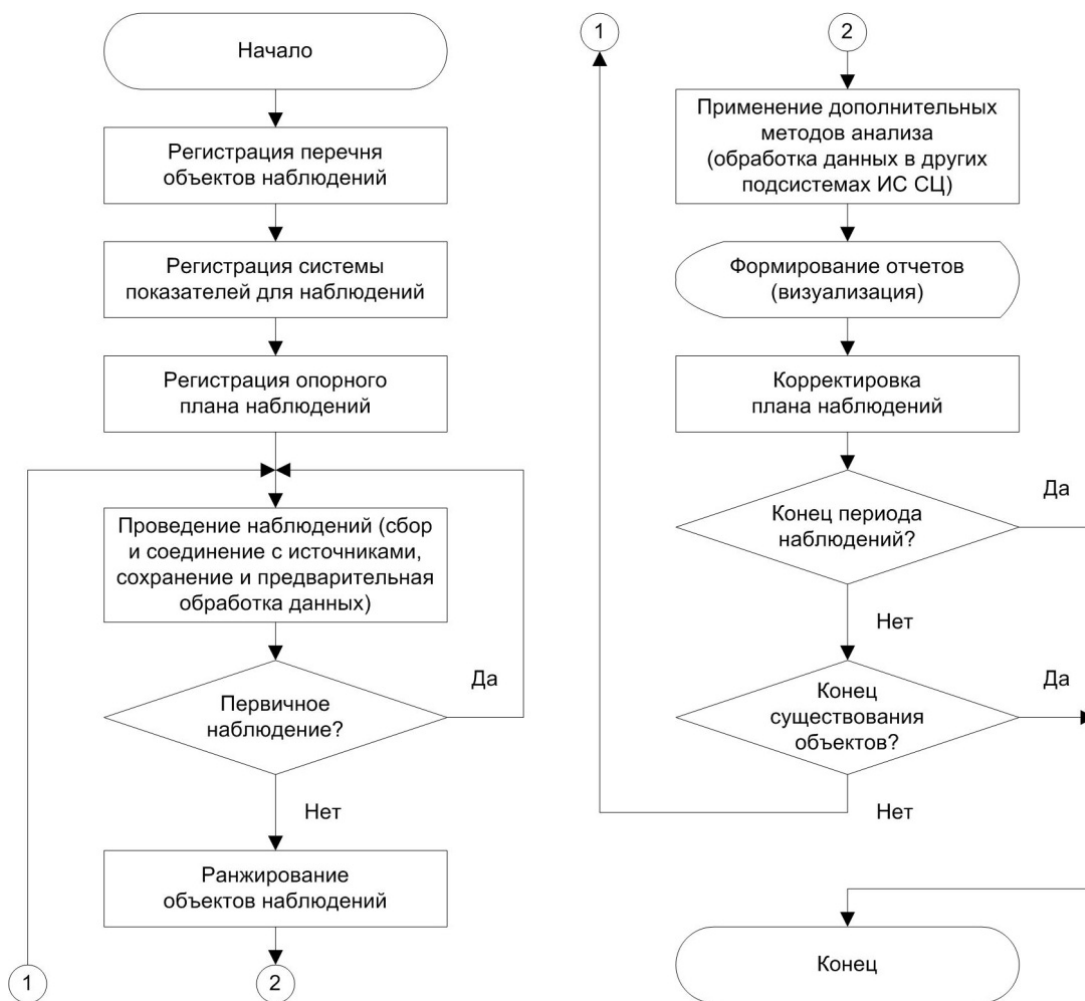 Начало
Регистрация перечня
объектов наблюдений
Регистрация системы
показателей для наблюдений
Регистрация опорного
плана наблюдений
Проведение наблюдений (сбор
и соединение с источниками,
сохранение и предварительная
обработка данных)
Первичное
наблюдение?
Да
Нет
Ранжирование
объектов наблюдений
1
2
1
2
Применение дополнительных
методов анализа
(обработка данных в других
подсистемах ИС СЦ)
Формирование отчетов
(визуализация)
Корректировка
плана наблюдений
Конец периода
наблюдений?
Да
Нет
Конец
существования
объектов?
Да
Нет
Конец